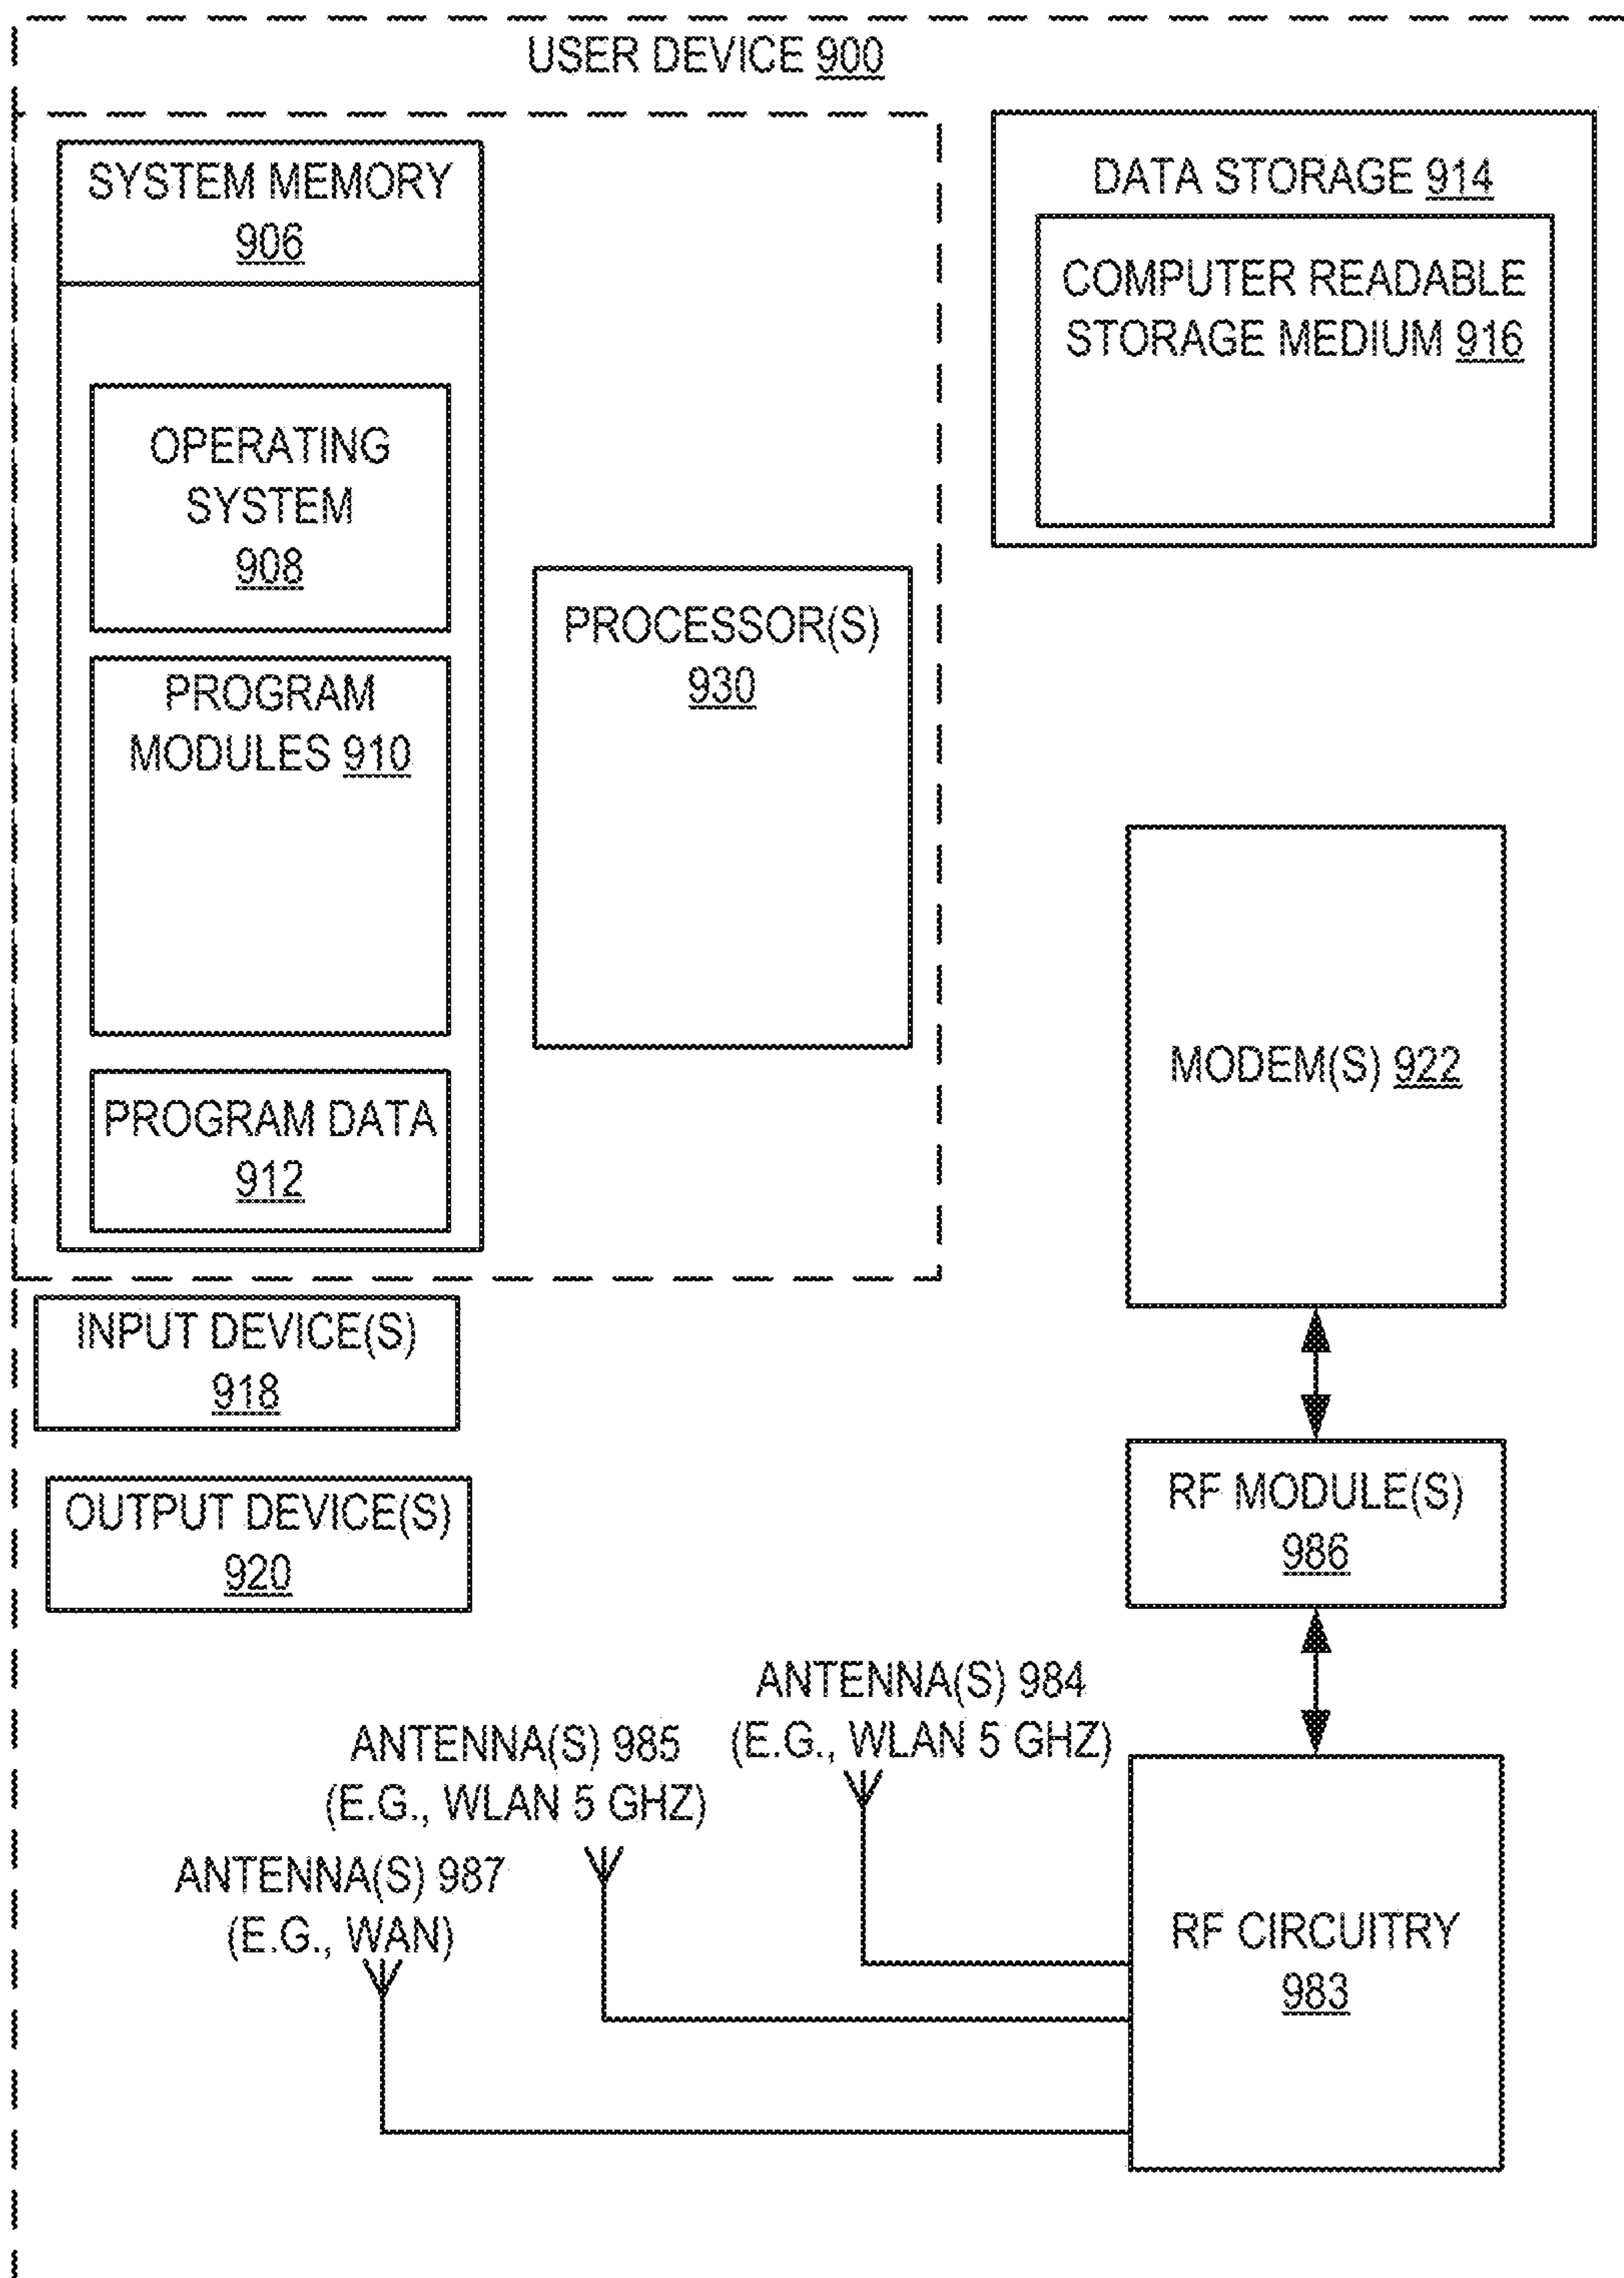 USER DEVICE 900
SYSTEM MEMORY
906
OPERATING
SYSTEM
908
PROGRAM
MODULES 910
PROGRAM DATA
912
PROCESSOR(S)
930
DATA STORAGE 914
COMPUTER READABLE
STORAGE MEDIUM 916
MODEM(S) 922
INPUT DEVICE(S)
918
OUTPUT DEVICE(S)
920
RF MODULE(S)
986
ANTENNA(S) 984
(E.G., WLAN 5 GHZ)
ANTENNA(S) 985
(E.G., WLAN 5 GHZ)
ANTENNA(S) 987
(E.G., WAN)
RF CIRCUITRY
983